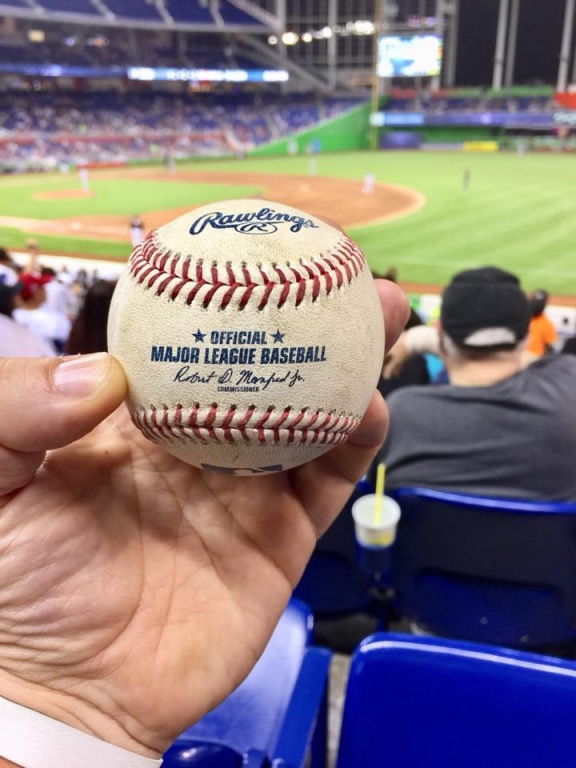 Rawlings
R
OFFICIAL
MAJOR LEAGUE BASEBALL
Robert D. Manfred Jr.
COMMISSIONER